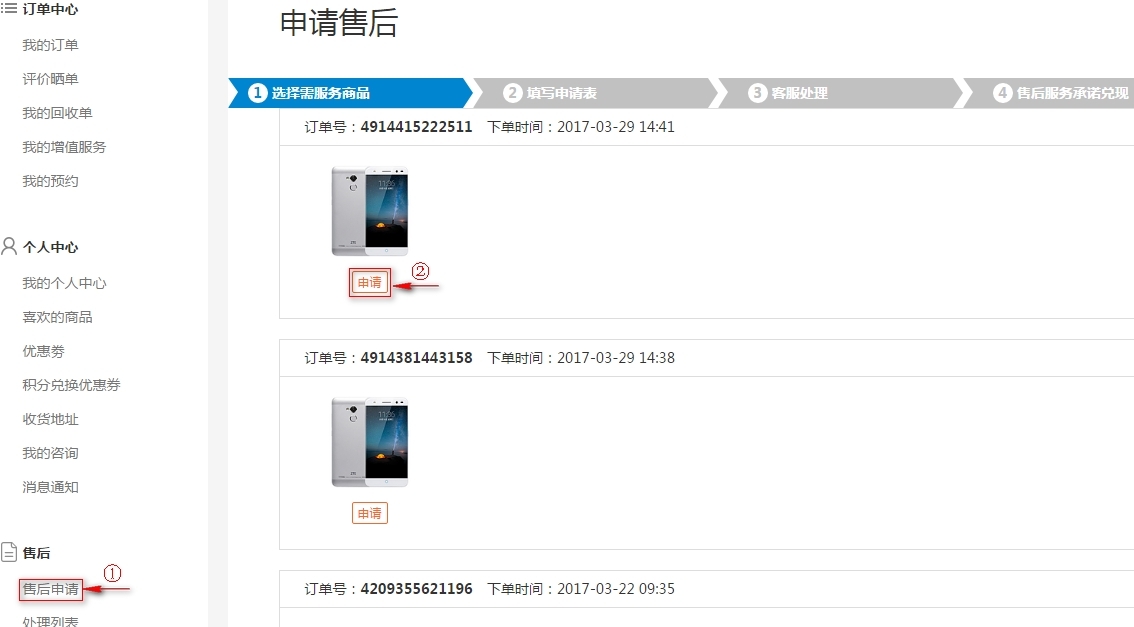 订单中心
我的订单
评价晒单
我的回收单
我的增值服务
我的预约
个人中心
我的个人中心
喜欢的商品
优惠劵
积分兑换优惠券
收货地址
我的咨询
消息通知
售后
售后申请
①
处理列表
申请售后
1 选择需服务商品
2 填写申请表
3 客服处理
4 售后服务承诺兑现
订单号：4914415222511 下单时间：2017-03-29 14:41
申请
②
订单号：4914381443158 下单时间：2017-03-29 14:38
申请
订单号：4209355621196 下单时间：2017-03-22 09:35